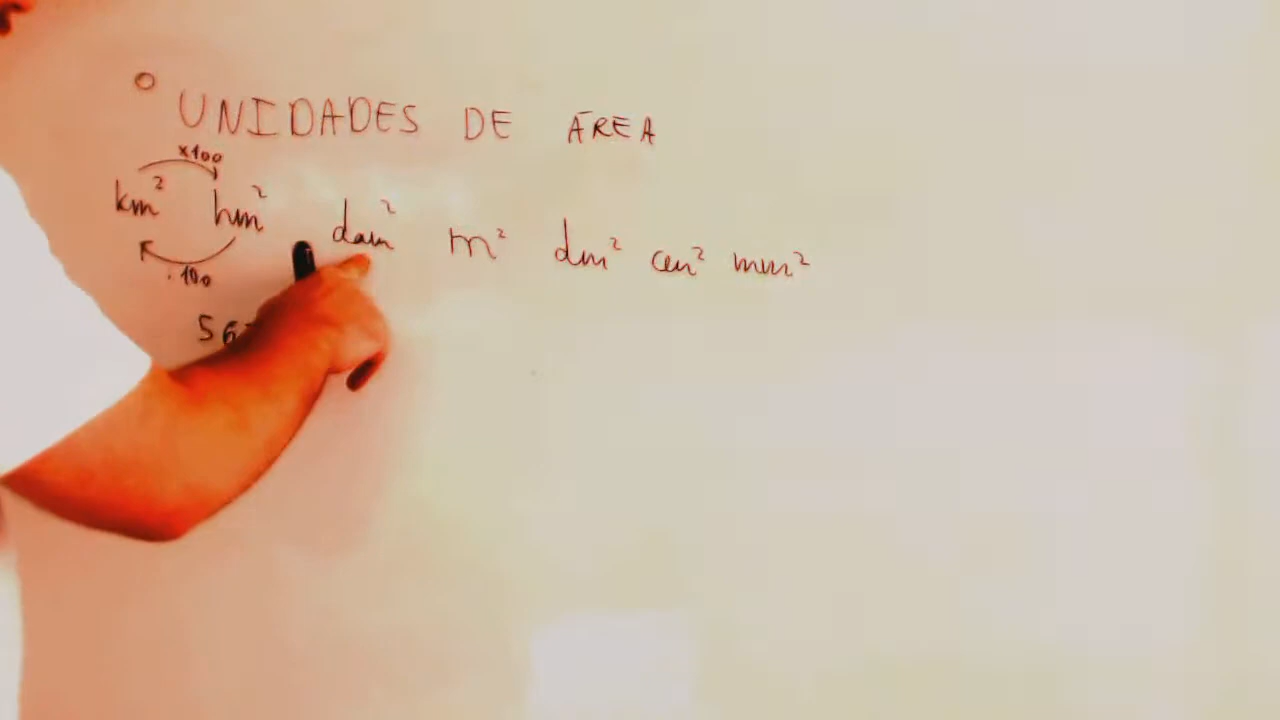 UNIDADES DE ÁREA
x100
km² hm² dam² m² dm² cm² mm²
:100
56